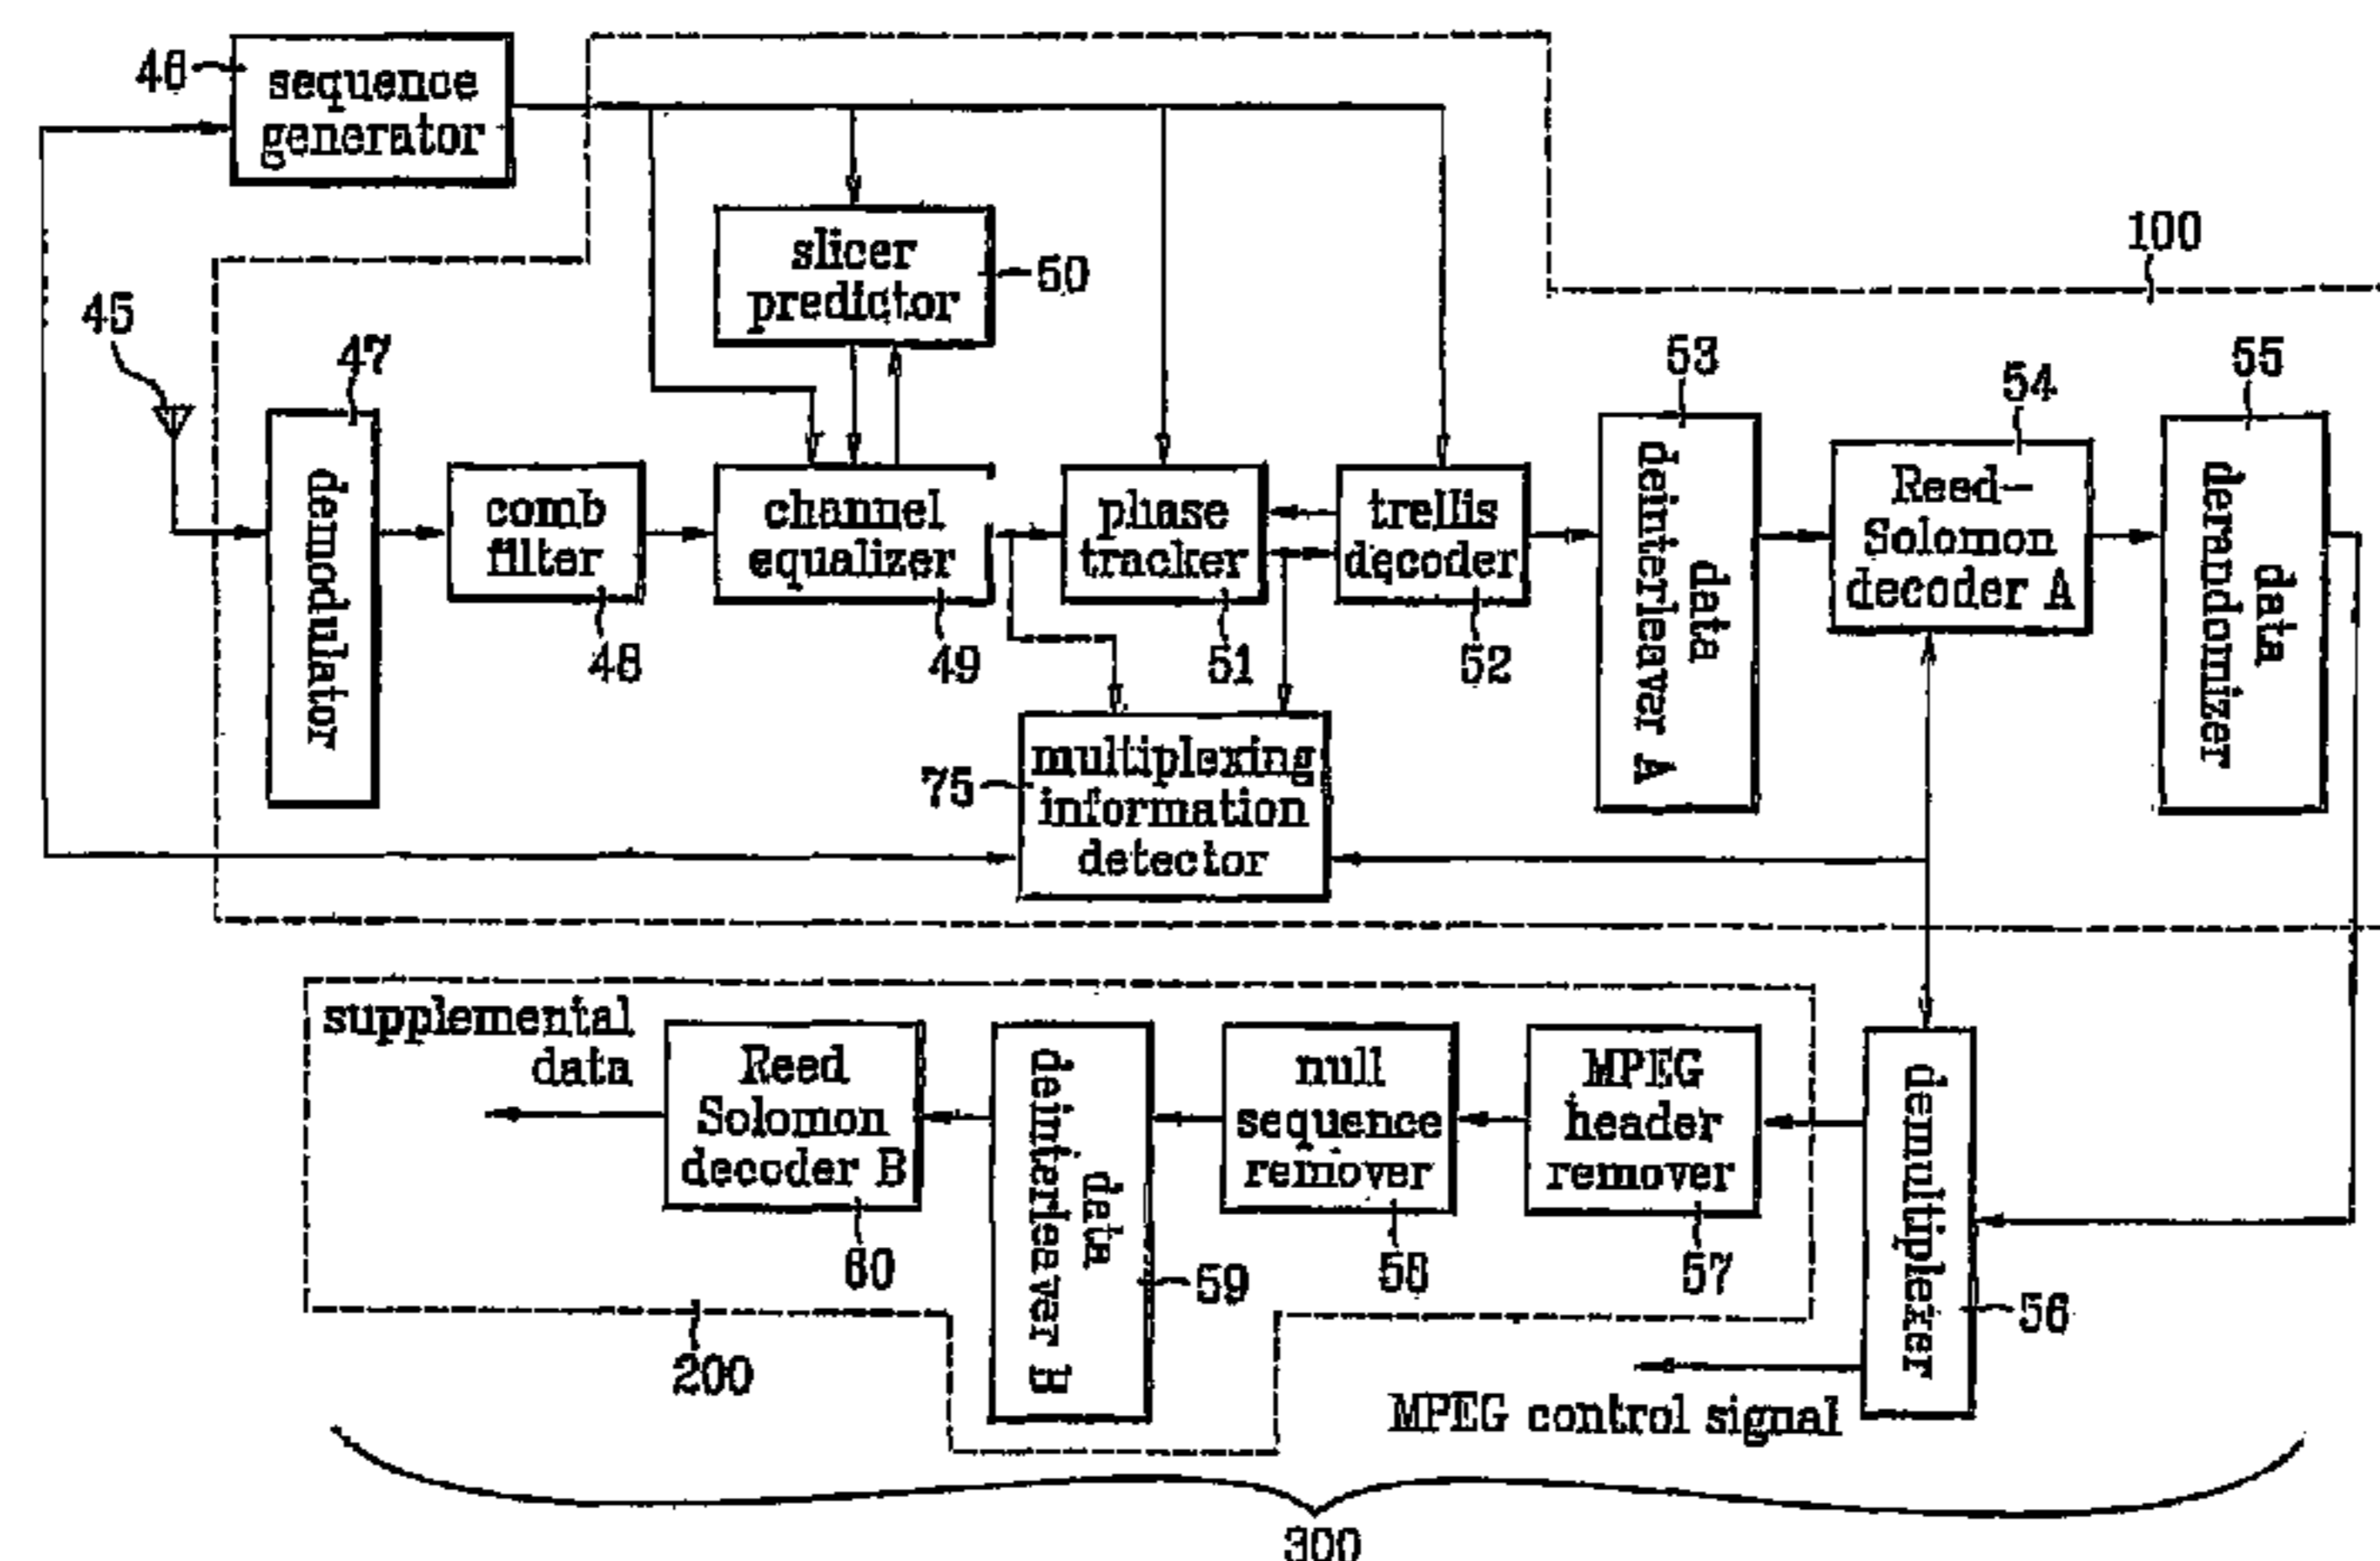 46
sequence
generator
100
slicer
predictor
50
45
47
53
54
55
demodulator
comb
filter
48
channel
equalizer
49
phase
tracker
51
trellis
decoder
52
data
deinterleaver A
Reed-
Solomon
decoder A
data
derandomizer
75
multiplexing
information
detector
supplemental
data
Reed
Solomon
decoder B
60
data
deinterleaver B
59
null
sequence
remover
58
MPEG
header
remover
57
demultiplexer
56
200
MPEG control signal
300